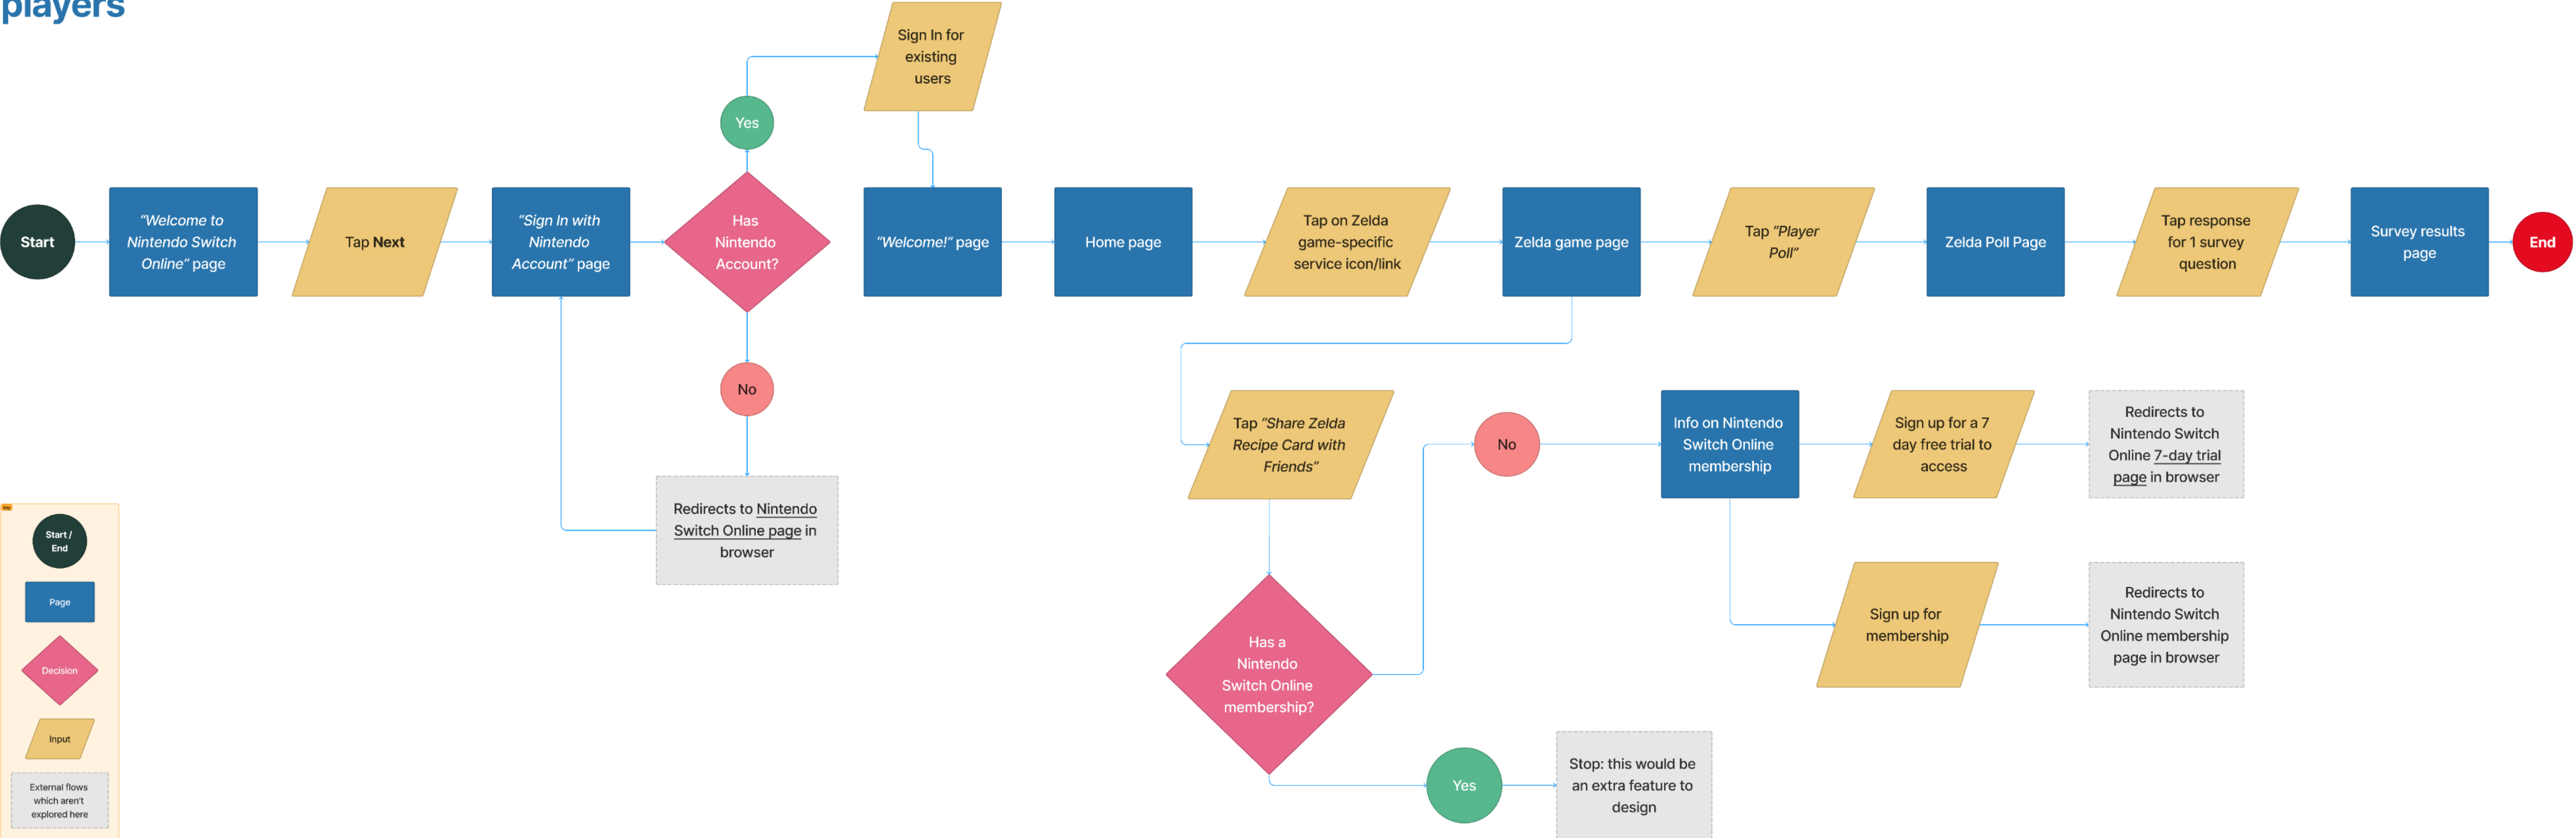 players
Sign In for
existing
users
Yes
Start
“Welcome to
Nintendo Switch
Online” page
Tap Next
“Sign In with
Nintendo
Account” page
Has
Nintendo
Account?
“Welcome!” page
Home page
Tap on Zelda
game-specific
service icon/link
Zelda game page
Tap “Player
Poll”
Zelda Poll Page
Tap response
for 1 survey
question
Survey results
page
End
No
Redirects to Nintendo
Switch Online page in
browser
Tap “Share Zelda
Recipe Card with
Friends”
No
Info on Nintendo
Switch Online
membership
Sign up for a 7
day free trial to
access
Redirects to
Nintendo Switch
Online 7-day trial
page in browser
Sign up for
membership
Redirects to
Nintendo Switch
Online membership
page in browser
Has a
Nintendo
Switch Online
membership?
Yes
Stop: this would be
an extra feature to
design
Key
Start /
End
Page
Decision
Input
External flows
which aren't
explored here